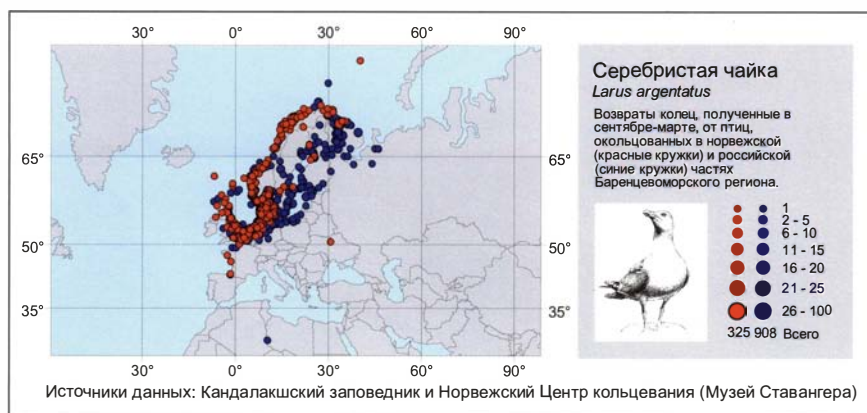 30° 0° 30° 60° 90°
65° 65°
50° 50°
35° 35°
30° 0° 30° 60° 90°
Серебристая чайка
Larus argentatus
Возвраты колец, полученные в
сентябре-марте, от птиц,
окольцованных в норвежской
(красные кружки) и российской
(синие кружки) частях
Баренцевоморского региона.
1
2 - 5
6 - 10
11 - 15
16 - 20
21 - 25
26 - 100
325 908 Всего
Источники данных: Кандалакшский заповедник и Норвежский Центр кольцевания (Музей Ставангера)